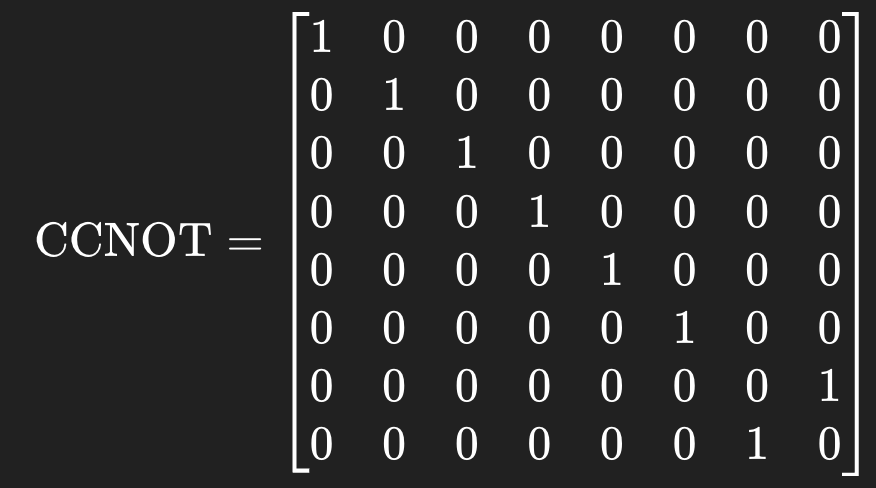 1 0 0 0 0 0 0 0
0 1 0 0 0 0 0 0
0 0 1 0 0 0 0 0
0 0 0 1 0 0 0 0
CCNOT =
0 0 0 0 1 0 0 0
0 0 0 0 0 1 0 0
0 0 0 0 0 0 0 1
0 0 0 0 0 0 1 0